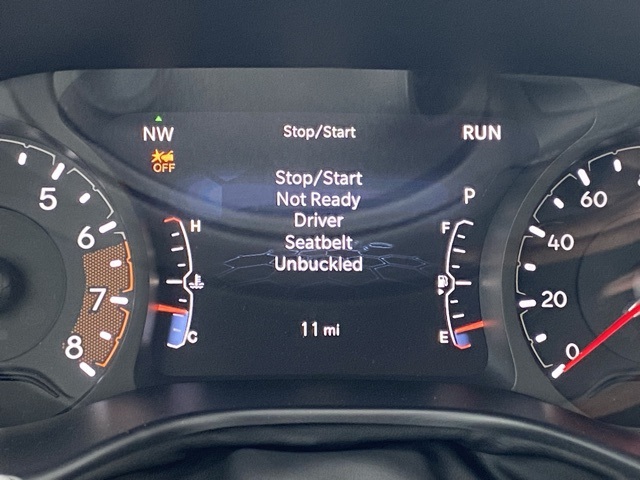 NW
Stop/Start
RUN
OFF
Stop/Start
Not Ready
Driver
Seatbelt
Unbuckled
P
H
C
F
E
11 mi
5
6
7
8
60
40
20
0